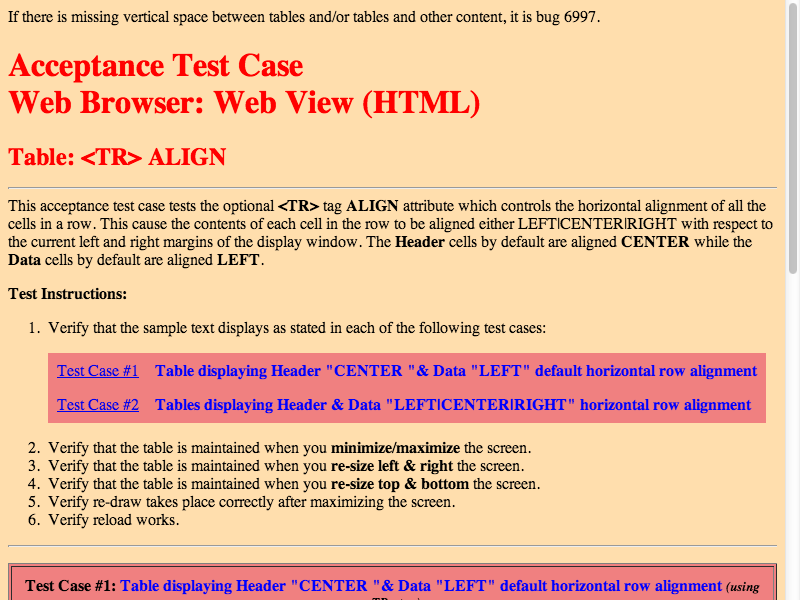 If there is missing vertical space between tables and/or tables and other content, it is bug 6997.
Acceptance Test Case
Web Browser: Web View (HTML)
Table: <TR> ALIGN
This acceptance test case tests the optional <TR> tag ALIGN attribute which controls the horizontal alignment of all the
cells in a row. This cause the contents of each cell in the row to be aligned either LEFT|CENTER|RIGHT with respect to
the current left and right margins of the display window. The Header cells by default are aligned CENTER while the
Data cells by default are aligned LEFT.
Test Instructions:
1. Verify that the sample text displays as stated in each of the following test cases:
Test Case #1 Table displaying Header "CENTER "& Data "LEFT" default horizontal row alignment
Test Case #2 Tables displaying Header & Data "LEFT|CENTER|RIGHT" horizontal row alignment
2. Verify that the table is maintained when you minimize/maximize the screen.
3. Verify that the table is maintained when you re-size left & right the screen.
4. Verify that the table is maintained when you re-size top & bottom the screen.
5. Verify re-draw takes place correctly after maximizing the screen.
6. Verify reload works.
Test Case #1: Table displaying Header "CENTER "& Data "LEFT" default horizontal row alignment (using